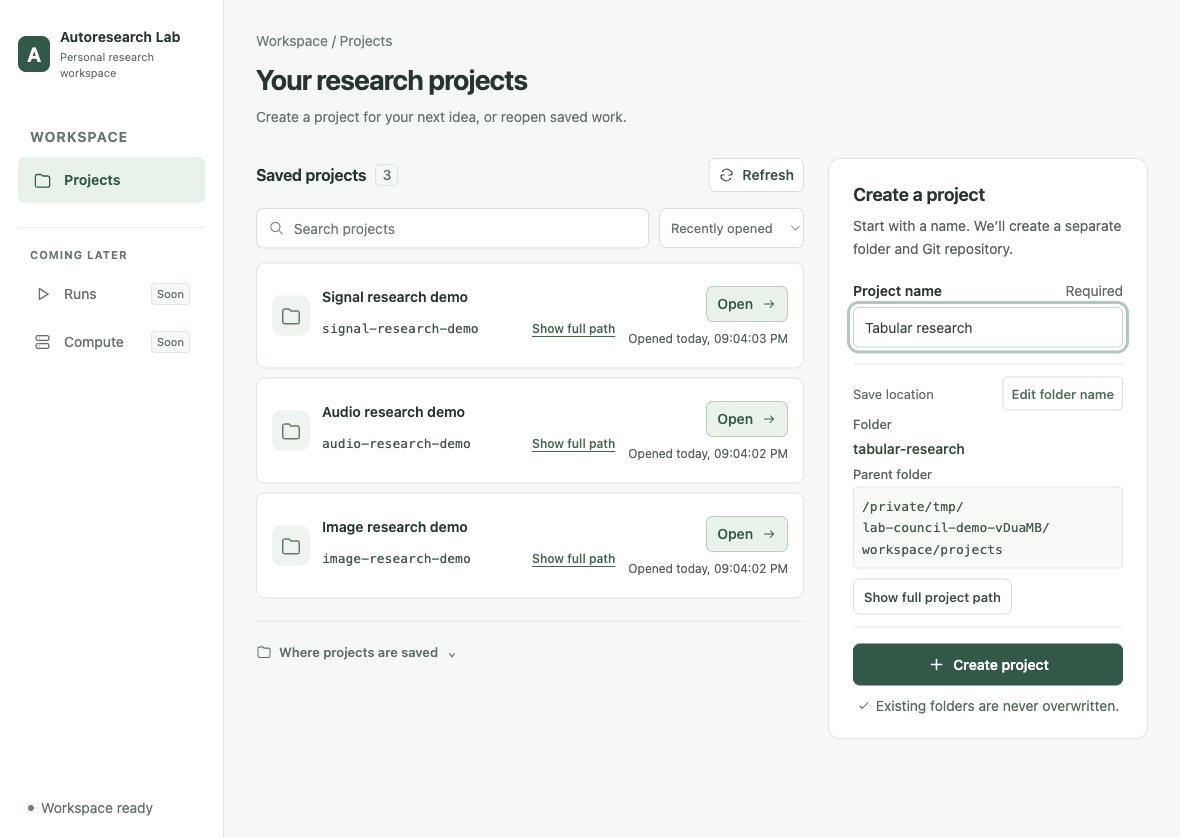 A
Autoresearch Lab
Personal research
workspace
WORKSPACE
Projects
COMING LATER
Runs
Soon
Compute
Soon
Workspace ready
Workspace / Projects
Your research projects
Create a project for your next idea, or reopen saved work.
Saved projects 3
Refresh
Search projects
Recently opened
Signal research demo
signal-research-demo
Show full path
Open
Opened today, 09:04:03 PM
Audio research demo
audio-research-demo
Show full path
Open
Opened today, 09:04:02 PM
Image research demo
image-research-demo
Show full path
Open
Opened today, 09:04:02 PM
Where projects are saved
Create a project
Start with a name. We’ll create a separate
folder and Git repository.
Project name
Required
Tabular research
Save location
Edit folder name
Folder
tabular-research
Parent folder
/private/tmp/
lab-council-demo-vDuaMB/
workspace/projects
Show full project path
Create project
Existing folders are never overwritten.